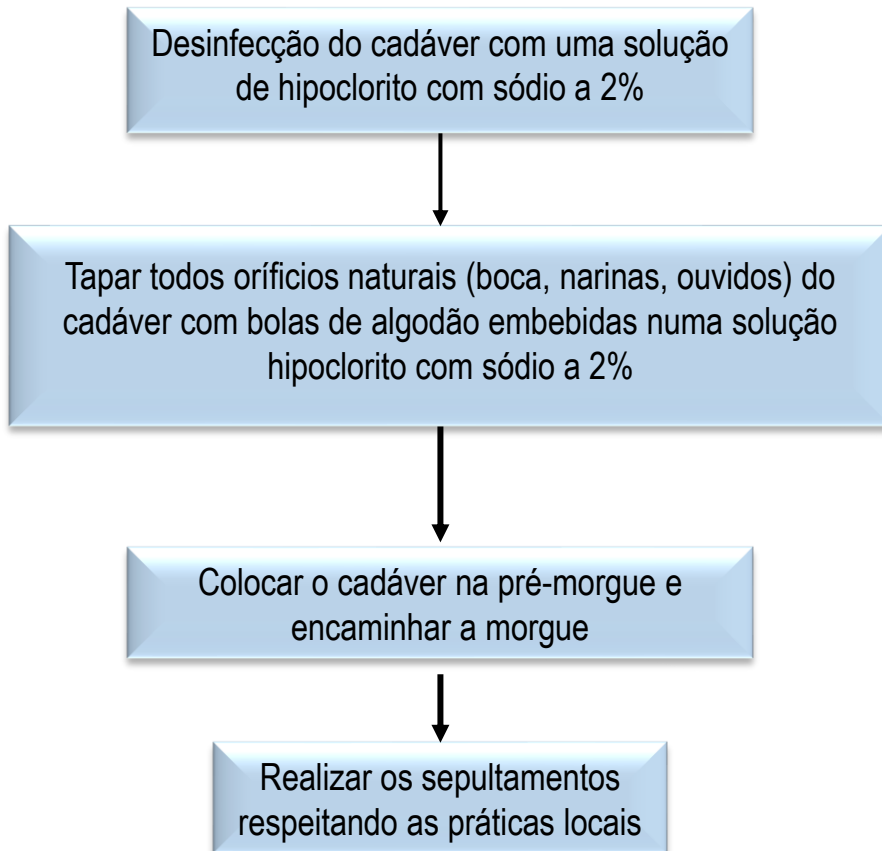 Desinfecção do cadáver com uma solução
de hipoclorito com sódio a 2%
Tapar todos oríficios naturais (boca, narinas, ouvidos) do
cadáver com bolas de algodão embebidas numa solução
hipoclorito com sódio a 2%
Colocar o cadáver na pré-morgue e
encaminhar a morgue
Realizar os sepultamentos
respeitando as práticas locais